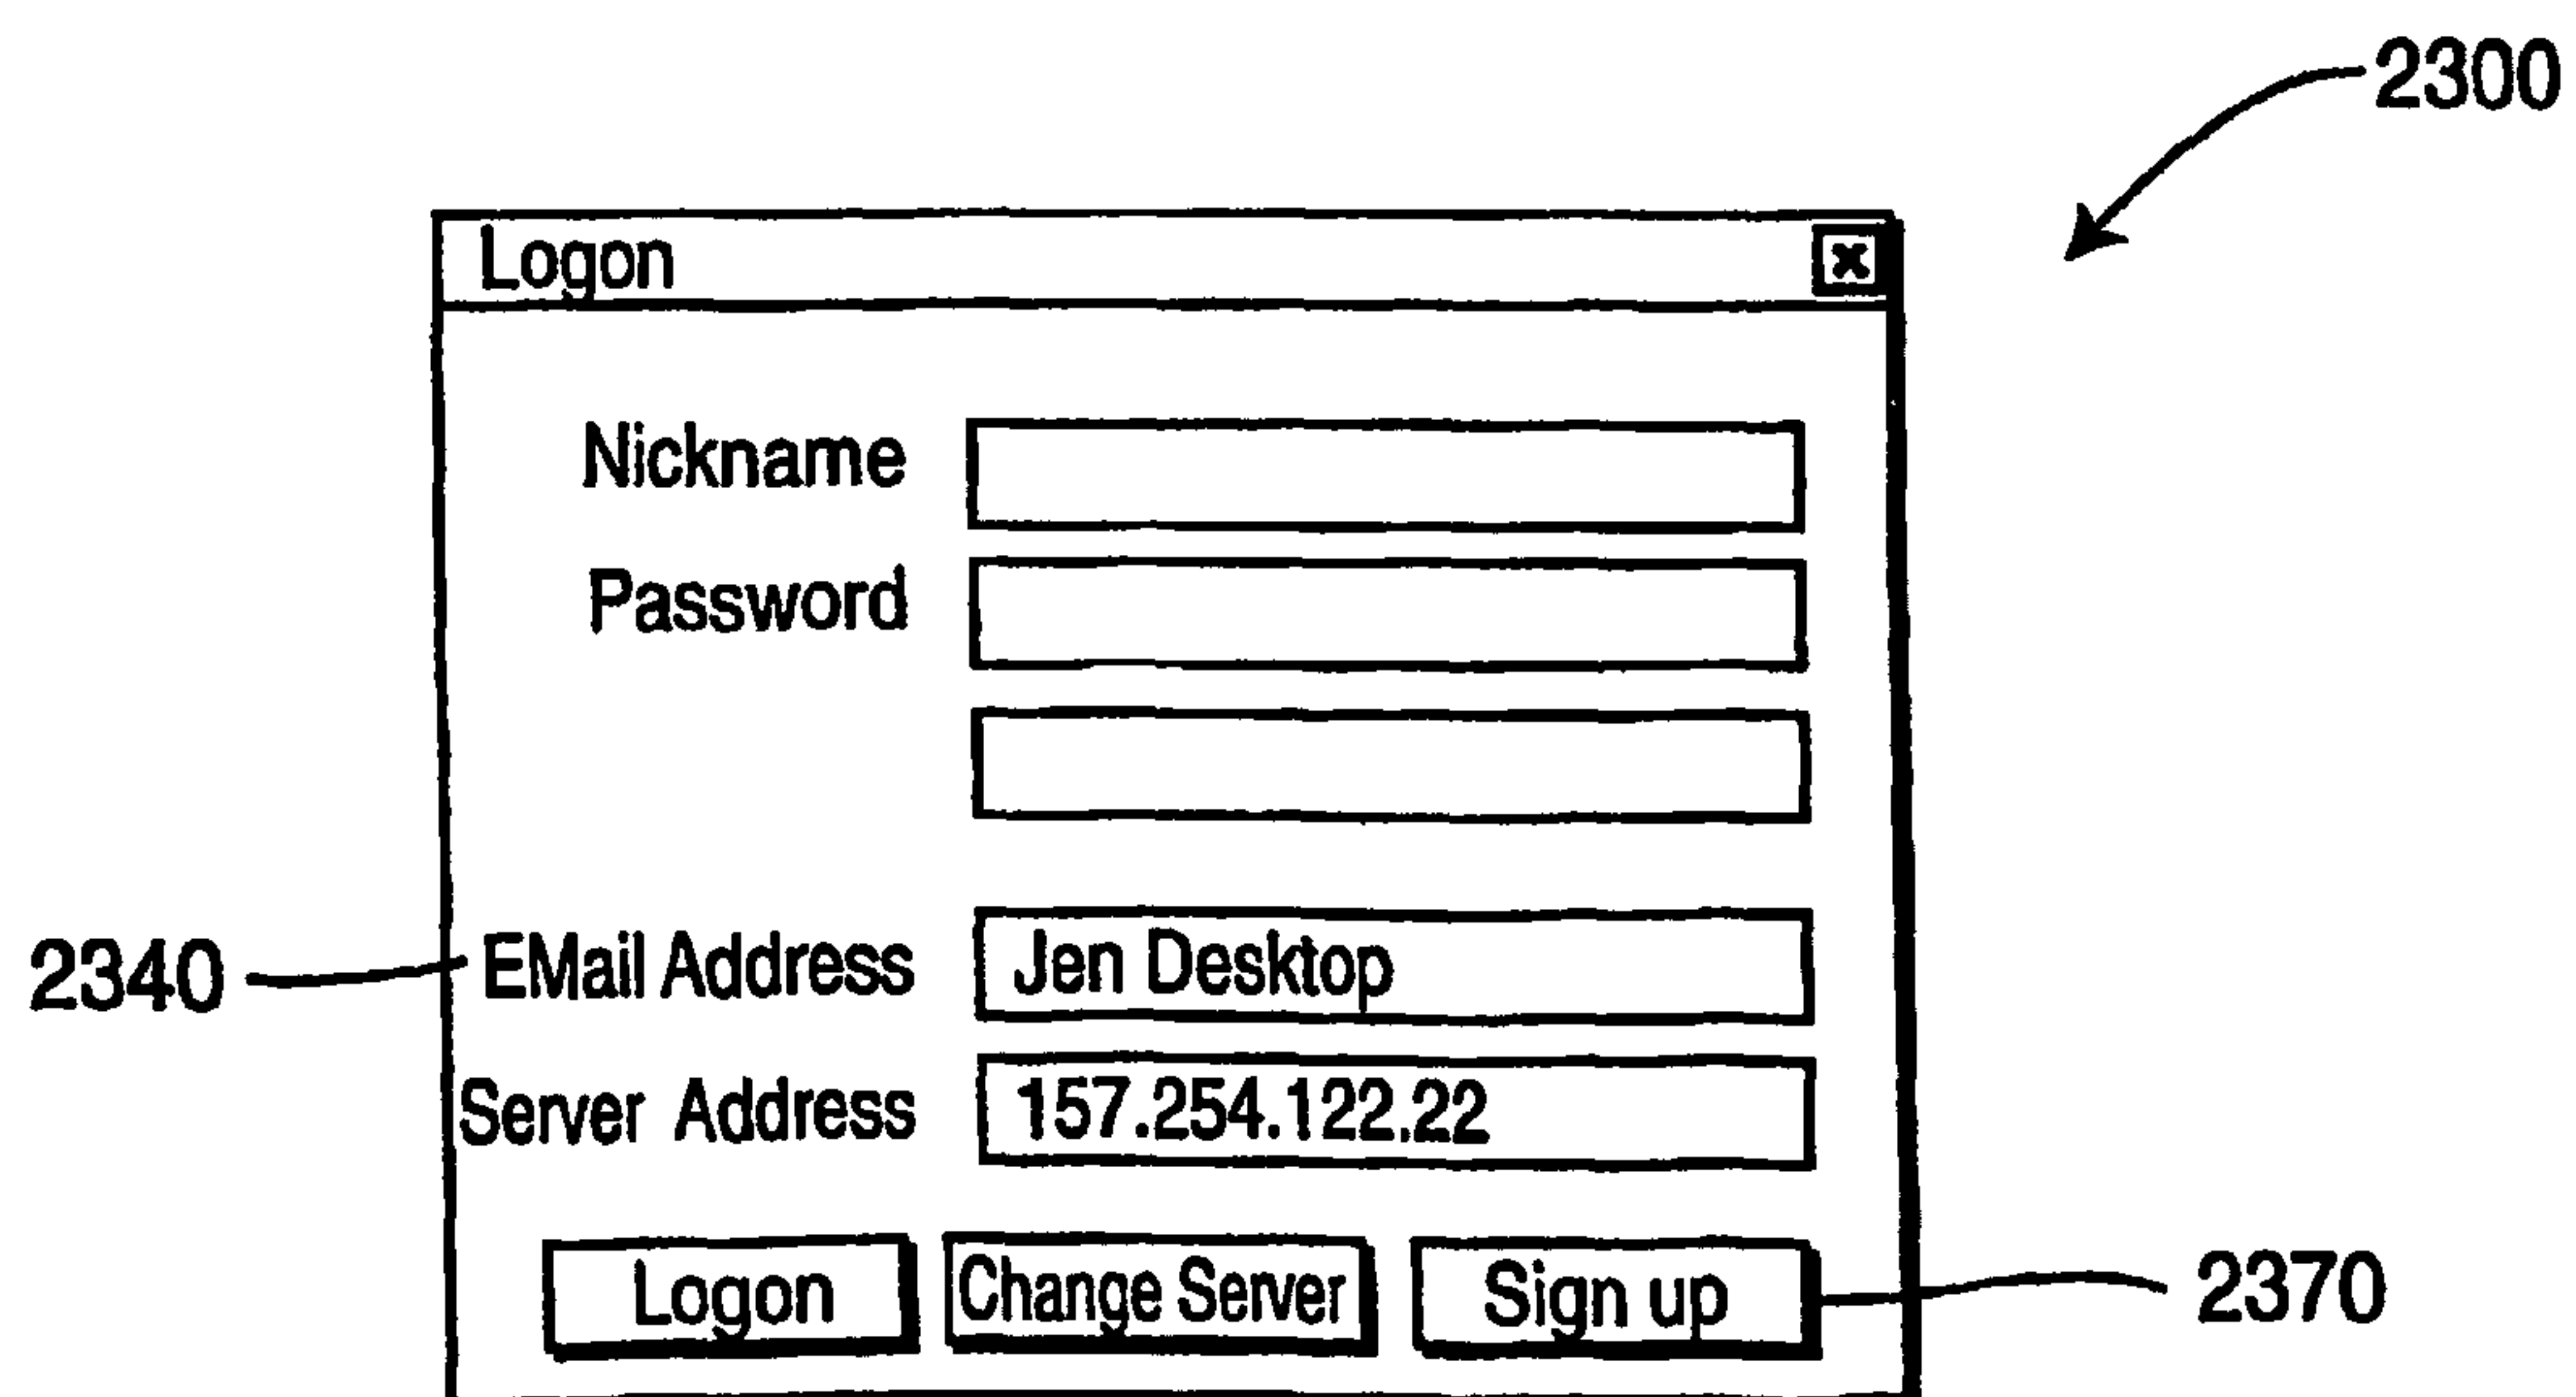 2300
Logon x
Nickname
Password
2340 EMail Address Jen Desktop
Server Address 157.254.122.22
Logon Change Server Sign up 2370